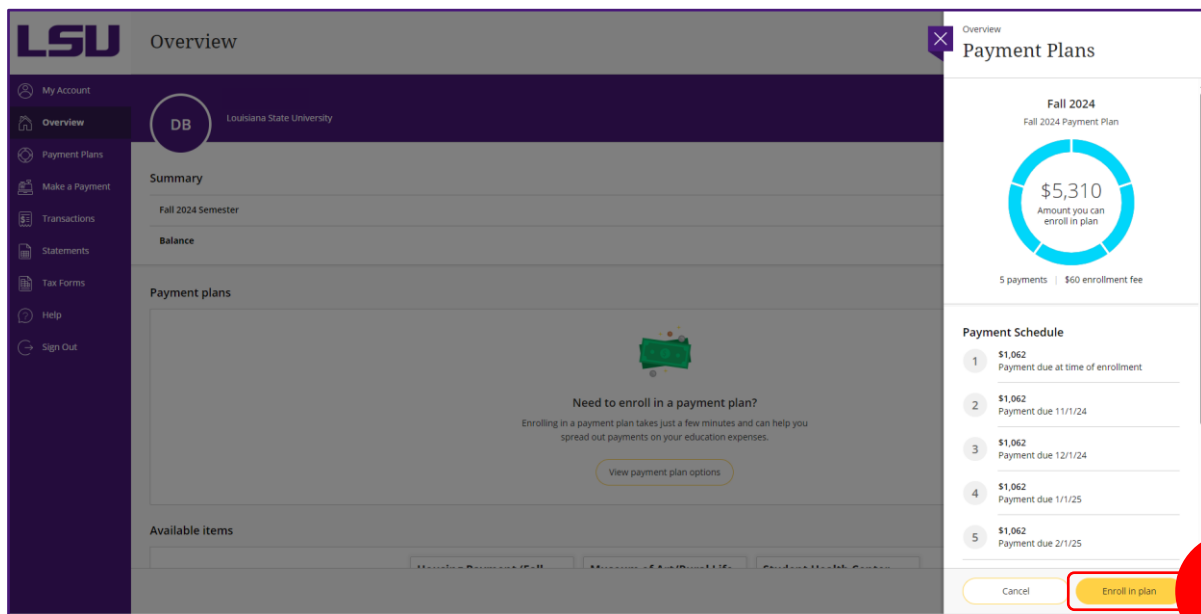 LSU
Overview
My Account
Overview
Payment Plans
Make a Payment
Transactions
Statements
Tax Forms
Help
Sign Out
DB
Louisiana State University
Summary
Fall 2024 Semester
Balance
Payment plans
Need to enroll in a payment plan?
Enrolling in a payment plan takes just a few minutes and can help you
spread out payments on your education expenses.
View payment plan options
Available items
Overview
Payment Plans
Fall 2024
Fall 2024 Payment Plan
$5,310
Amount you can
enroll in plan
5 payments | $60 enrollment fee
Payment Schedule
1 $1,062
Payment due at time of enrollment
2 $1,062
Payment due 11/1/24
3 $1,062
Payment due 12/1/24
4 $1,062
Payment due 1/1/25
5 $1,062
Payment due 2/1/25
Cancel
Enroll in plan